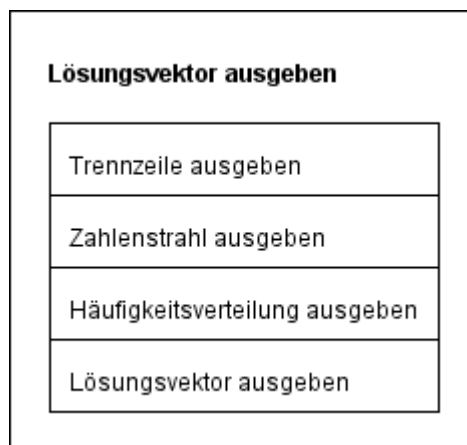 Lösungsvektor ausgeben
Trennzeile ausgeben
Zahlenstrahl ausgeben
Häufigkeitsverteilung ausgeben
Lösungsvektor ausgeben